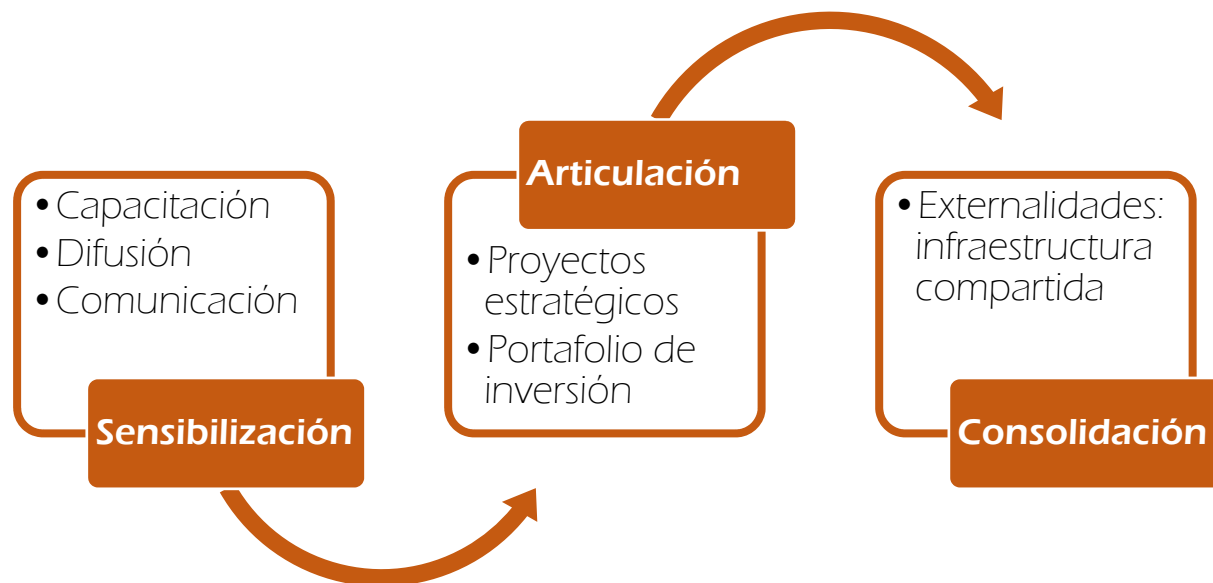 • Capacitación
• Difusión
• Comunicación
Sensibilización
Articulación
• Proyectos
estratégicos
• Portafolio de
inversión
• Externalidades:
infraestructura
compartida
Consolidación